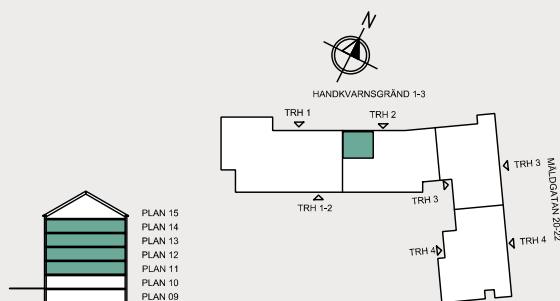 N
HANDKVARNSGRÄND 1-3
TRH 1
TRH 2
TRH 3
MÄLDGATAN 20-22
TRH 3
TRH 1-2
TRH 4
TRH 4
PLAN 15
PLAN 14
PLAN 13
PLAN 12
PLAN 11
PLAN 10
PLAN 09